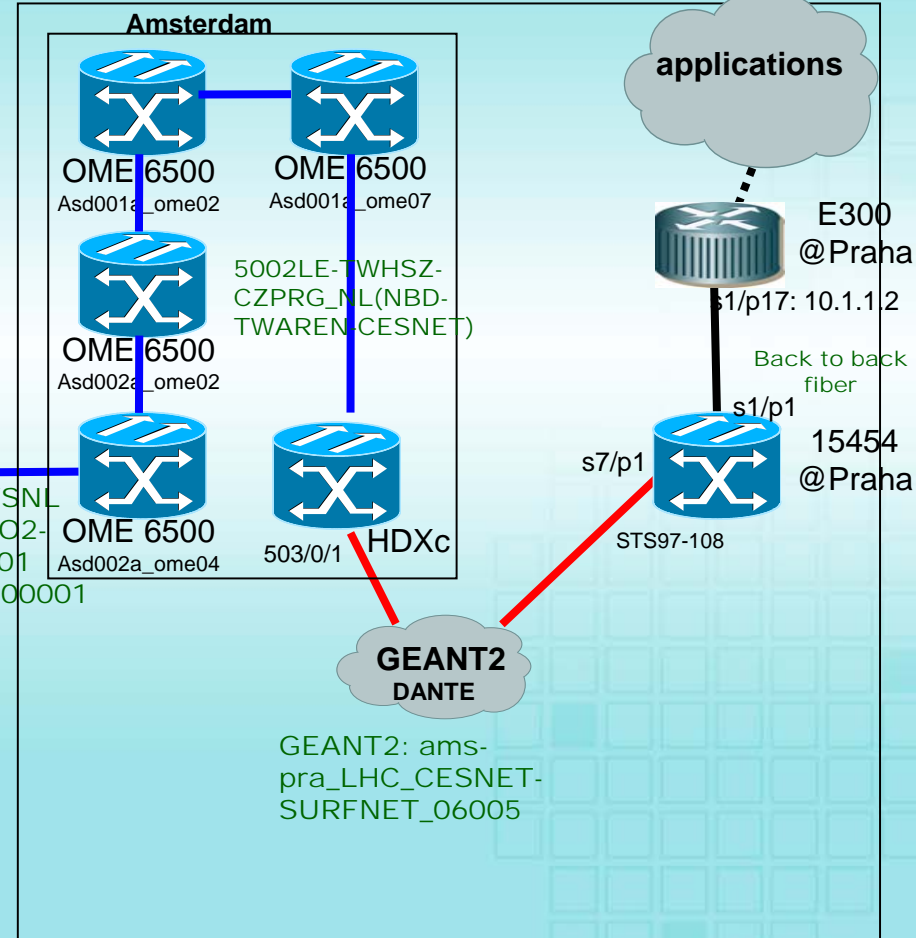 Amsterdam
applications
OME 6500
Asd001a_ome02
OME 6500
Asd001a_ome07
E300
@Praha
s1/p17: 10.1.1.2
5002LE-TWHSZ-
CZPRG_NL(NBD-
TWAREN-CESNET)
OME 6500
Asd002a_ome02
Back to back
fiber
s1/p1
15454
@Praha
s7/p1
STS97-108
SNL
O2-
01
00001
OME 6500
Asd002a_ome04
503/0/1
HDXc
GEANT2
DANTE
GEANT2: ams-
pra_LHC_CESNET-
SURFNET_06005